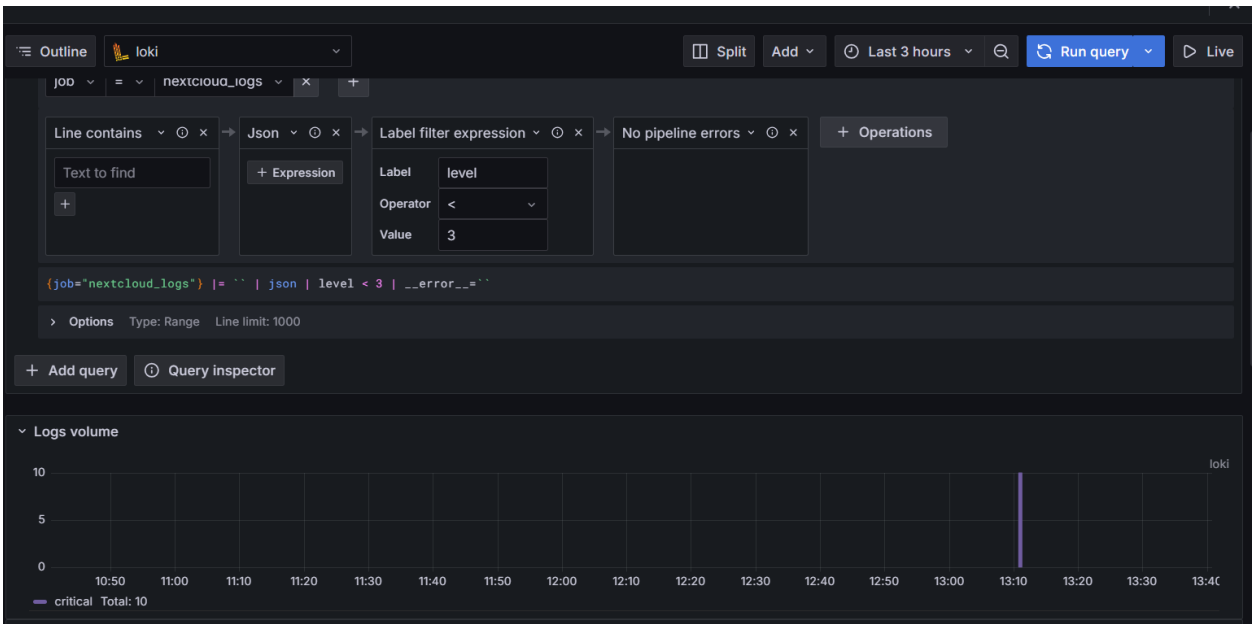 Outline loki Split Add Last 3 hours Run query Live
job = nextcloud_logs × +
Line contains Json Label filter expression No pipeline errors + Operations
Text to find + Expression Label level
+ Operator <
Value 3
{job="nextcloud_logs"} |= `` | json | level < 3 | __error__=``
Options Type: Range Line limit: 1000
+ Add query Query inspector
Logs volume
loki
10
5
0
10:50 11:00 11:10 11:20 11:30 11:40 11:50 12:00 12:10 12:20 12:30 12:40 12:50 13:00 13:10 13:20 13:30 13:40
critical Total: 10